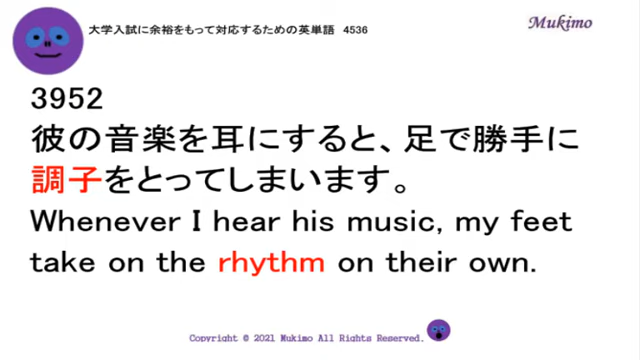 大学入試に余裕をもって対応するための英単語 4536
Mukimo
3952
彼の音楽を耳にすると、足で勝手に
調子をとってしまいます。
Whenever I hear his music, my feet
take on the rhythm on their own.
Copyright © 2021 Mukimo All Rights Reserved.